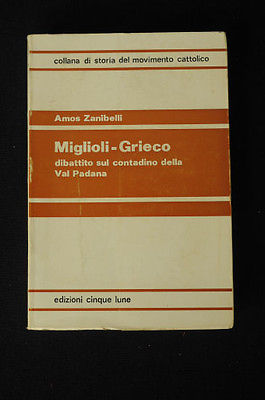 collana di storia del movimento cattolico
Amos Zanibelli
Miglioli-Grieco
dibattito sul contadino della
Val Padana
edizioni cinque lune